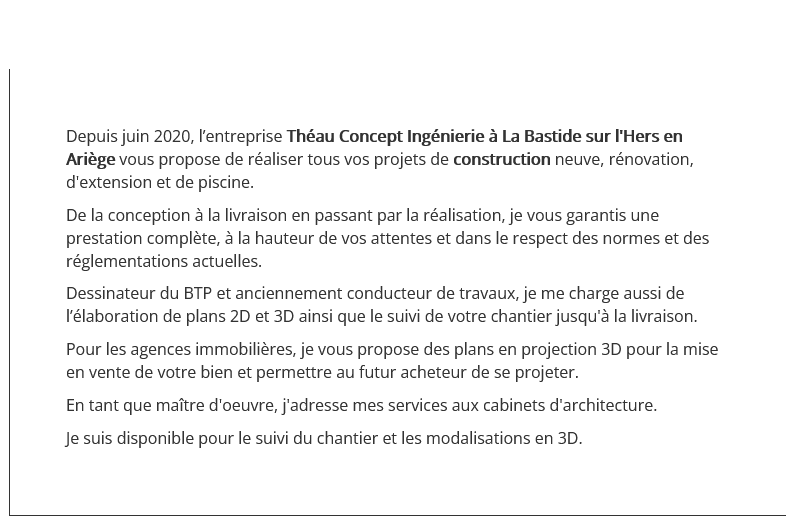 Depuis juin 2020, l’entreprise Théau Concept Ingénierie à La Bastide sur l'Hers en
Ariège vous propose de réaliser tous vos projets de construction neuve, rénovation,
d'extension et de piscine.
De la conception à la livraison en passant par la réalisation, je vous garantis une
prestation complète, à la hauteur de vos attentes et dans le respect des normes et des
réglementations actuelles.
Dessinateur du BTP et anciennement conducteur de travaux, je me charge aussi de
l’élaboration de plans 2D et 3D ainsi que le suivi de votre chantier jusqu'à la livraison.
Pour les agences immobilières, je vous propose des plans en projection 3D pour la mise
en vente de votre bien et permettre au futur acheteur de se projeter.
En tant que maître d'oeuvre, j'adresse mes services aux cabinets d'architecture.
Je suis disponible pour le suivi du chantier et les modalisations en 3D.